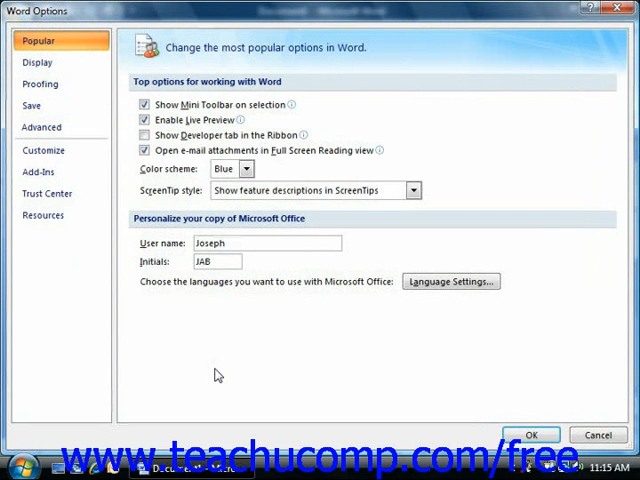 Word Options
Popular
Display
Proofing
Save
Advanced
Customize
Add-Ins
Trust Center
Resources
Change the most popular options in Word.
Top options for working with Word
Show Mini Toolbar on selection
Enable Live Preview
Show Developer tab in the Ribbon
Open e-mail attachments in Full Screen Reading view
Color scheme: Blue
ScreenTip style: Show feature descriptions in ScreenTips
Personalize your copy of Microsoft Office
User name: Joseph
Initials: JAB
Choose the languages you want to use with Microsoft Office: Language Settings...
OK Cancel
www.teachucomp.com/free
11:15 AM